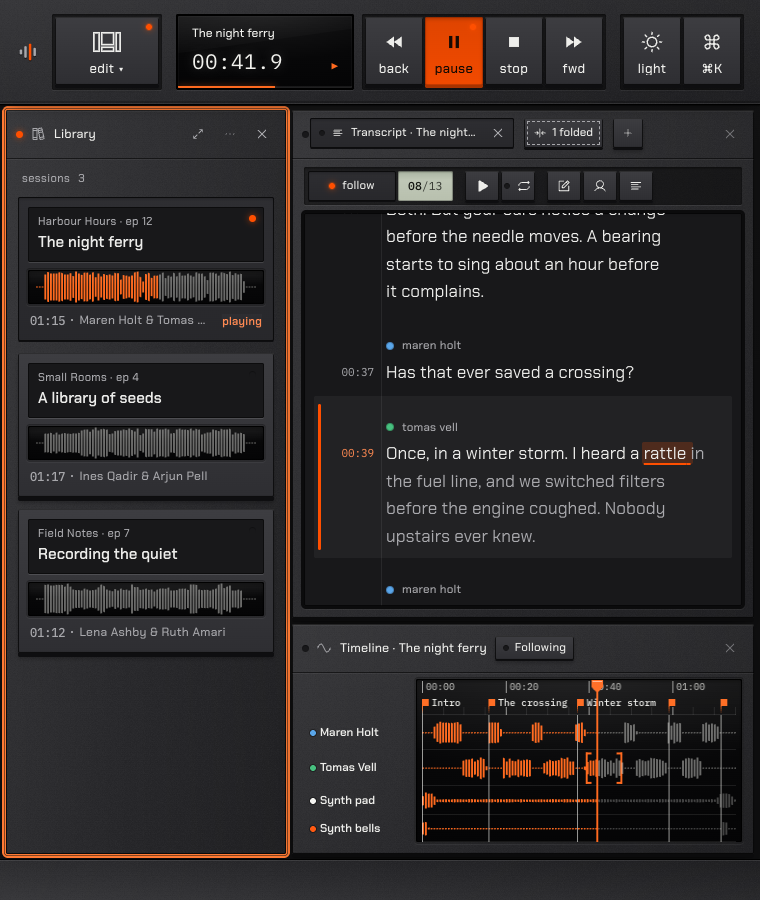 The night ferry
00:41.9
edit
back
pause
stop
fwd
light
⌘K
Library
Transcript · The night...
1 folded
sessions 3
follow
08/13
Harbour Hours · ep 12
The night ferry
01:15 · Maren Holt & Tomas ...
playing
Small Rooms · ep 4
A library of seeds
01:17 · Ines Qadir & Arjun Pell
Field Notes · ep 7
Recording the quiet
01:12 · Lena Ashby & Ruth Amari
before the needle moves. A bearing
starts to sing about an hour before
it complains.
maren holt
00:37 Has that ever saved a crossing?
tomas vell
00:39 Once, in a winter storm. I heard a rattle in
the fuel line, and we switched filters
before the engine coughed. Nobody
upstairs ever knew.
maren holt
Timeline · The night ferry
Following
00:00 00:20 :40 01:00
Intro The crossing Winter storm
Maren Holt
Tomas Vell
Synth pad
Synth bells